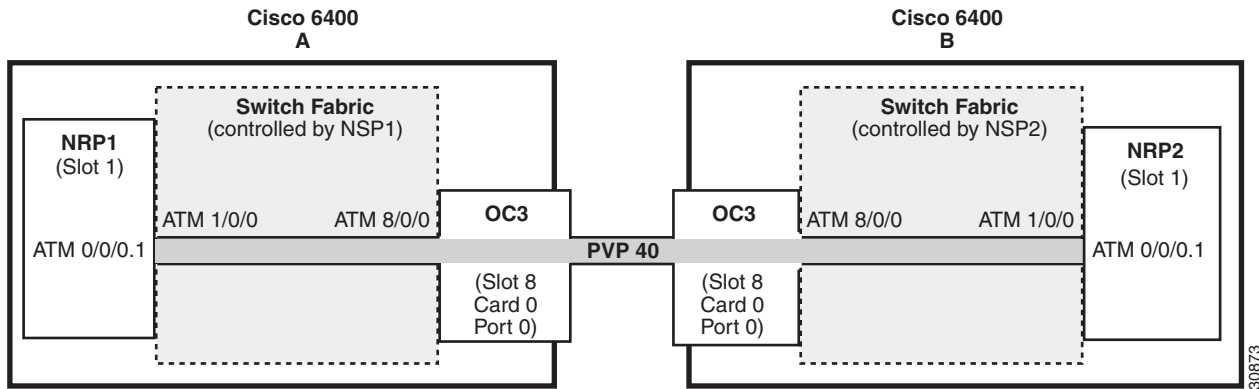 Cisco 6400
A
Cisco 6400
B
Switch Fabric
(controlled by NSP1)
NRP1
(Slot 1)
ATM 1/0/0
ATM 8/0/0
ATM 0/0/0.1
OC3
(Slot 8
Card 0
Port 0)
PVP 40
OC3
(Slot 8
Card 0
Port 0)
Switch Fabric
(controlled by NSP2)
ATM 8/0/0
ATM 1/0/0
NRP2
(Slot 1)
ATM 0/0/0.1
30873